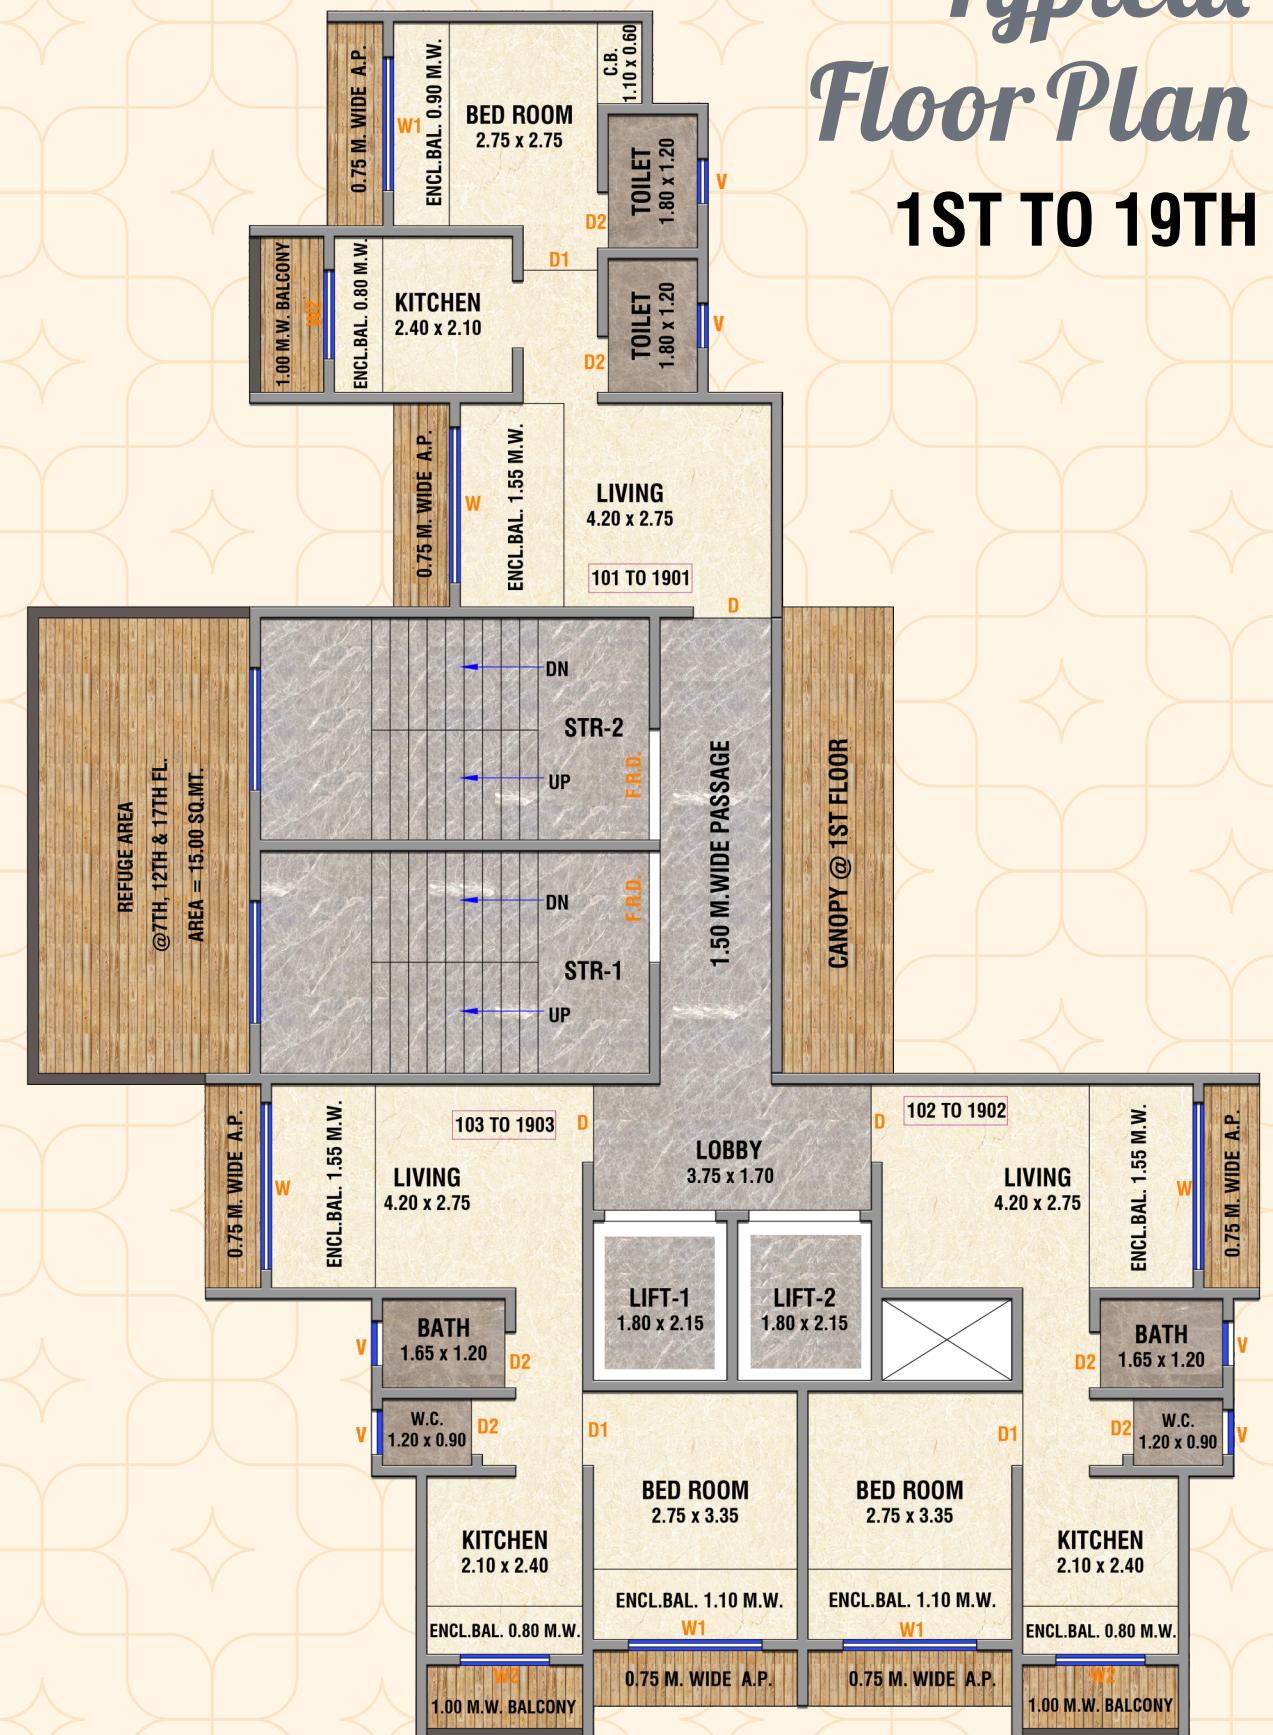 Typical
Floor Plan
1ST TO 19TH
0.75 M. WIDE A.P.
W1
ENCL.BAL. 0.90 M.W.
BED ROOM
2.75 x 2.75
C.B.
1.10 x 0.60
TOILET
1.80 x 1.20
V
D2
D1
1.00 M.W. BALCONY
W2
ENCL.BAL. 0.80 M.W.
KITCHEN
2.40 x 2.10
TOILET
1.80 x 1.20
V
D2
0.75 M. WIDE A.P.
W
ENCL.BAL. 1.55 M.W.
LIVING
4.20 x 2.75
101 TO 1901
D
REFUGE AREA
@7TH, 12TH & 17TH FL.
AREA = 15.00 SQ.MT.
DN
STR-2
UP
F.R.D.
DN
STR-1
UP
F.R.D.
1.50 M.WIDE PASSAGE
CANOPY @ 1ST FLOOR
0.75 M. WIDE A.P.
W
ENCL.BAL. 1.55 M.W.
103 TO 1903
D
LIVING
4.20 x 2.75
LOBBY
3.75 x 1.70
D
102 TO 1902
LIVING
4.20 x 2.75
ENCL.BAL. 1.55 M.W.
W
0.75 M. WIDE A.P.
LIFT-1
1.80 x 2.15
LIFT-2
1.80 x 2.15
V
BATH
1.65 x 1.20
D2
D2
BATH
1.65 x 1.20
V
V
W.C.
1.20 x 0.90
D2
D1
D1
D2
W.C.
1.20 x 0.90
V
KITCHEN
2.10 x 2.40
BED ROOM
2.75 x 3.35
BED ROOM
2.75 x 3.35
KITCHEN
2.10 x 2.40
ENCL.BAL. 0.80 M.W.
ENCL.BAL. 1.10 M.W.
W1
ENCL.BAL. 1.10 M.W.
W1
ENCL.BAL. 0.80 M.W.
W2
1.00 M.W. BALCONY
0.75 M. WIDE A.P.
0.75 M. WIDE A.P.
W2
1.00 M.W. BALCONY